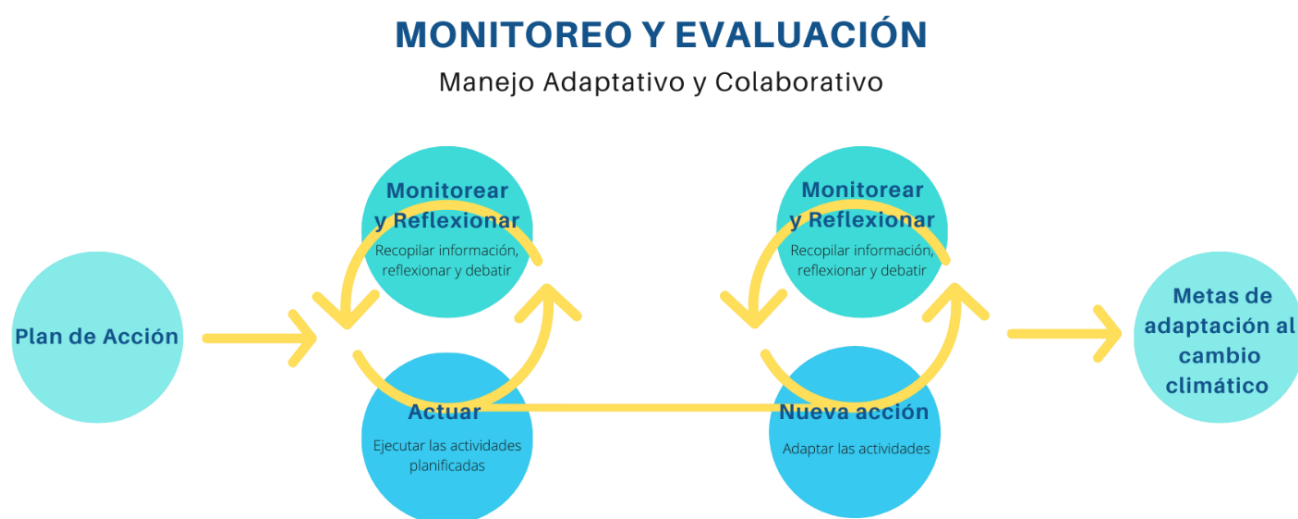 MONITOREO Y EVALUACIÓN
Manejo Adaptativo y Colaborativo
Plan de Acción
Monitorear
y Reflexionar
Recopilar información,
reflexionar y debatir
Actuar
Ejecutar las actividades
planificadas
Monitorear
y Reflexionar
Recopilar información,
reflexionar y debatir
Nueva acción
Adaptar las actividades
Metas de
adaptación al
cambio
climático